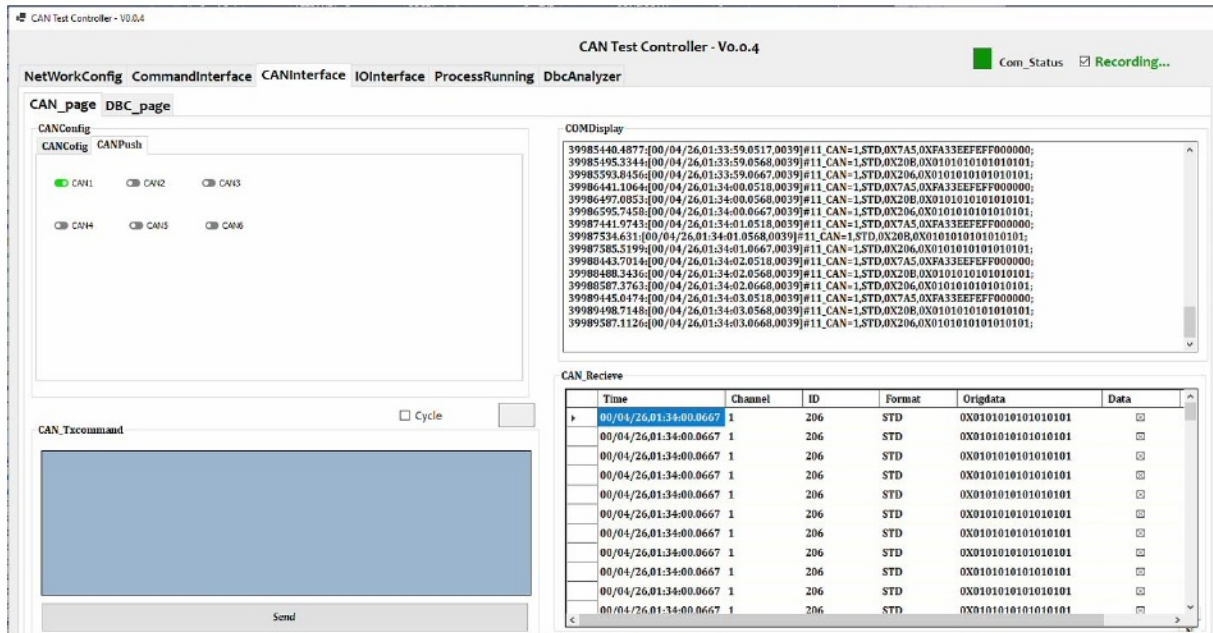 CAN Test Controller - V0.0.4
CAN Test Controller - V0.0.4
Com_Status Recording...
NetWorkConfig CommandInterface CANInterface IOInterface ProcessRunning DbcAnalyzer
CAN_page DBC_page
CANConfig
CANCofig CANPush
CAN1 CAN2 CAN3
CAN4 CAN5 CAN6
COMDisplay
39985440.4877:[00/04/26,01:33:59.0517,0039]#11_CAN=1,STD,0X7A5,0XFA33EEFEFF000000;
39985495.3344:[00/04/26,01:33:59.0568,0039]#11_CAN=1,STD,0X20B,0X0101010101010101;
39985593.8456:[00/04/26,01:33:59.0667,0039]#11_CAN=1,STD,0X206,0X0101010101010101;
39986441.1064:[00/04/26,01:34:00.0518,0039]#11_CAN=1,STD,0X7A5,0XFA33EEFEFF000000;
39986497.0853:[00/04/26,01:34:00.0568,0039]#11_CAN=1,STD,0X20B,0X0101010101010101;
39986595.7458:[00/04/26,01:34:00.0667,0039]#11_CAN=1,STD,0X206,0X0101010101010101;
39987441.9743:[00/04/26,01:34:01.0518,0039]#11_CAN=1,STD,0X7A5,0XFA33EEFEFF000000;
39987534.631:[00/04/26,01:34:01.0568,0039]#11_CAN=1,STD,0X20B,0X0101010101010101;
39987585.5199:[00/04/26,01:34:01.0667,0039]#11_CAN=1,STD,0X206,0X0101010101010101;
39988443.7014:[00/04/26,01:34:02.0518,0039]#11_CAN=1,STD,0X7A5,0XFA33EEFEFF000000;
39988488.3436:[00/04/26,01:34:02.0568,0039]#11_CAN=1,STD,0X20B,0X0101010101010101;
39988587.3763:[00/04/26,01:34:02.0668,0039]#11_CAN=1,STD,0X206,0X0101010101010101;
39989445.0474:[00/04/26,01:34:03.0518,0039]#11_CAN=1,STD,0X7A5,0XFA33EEFEFF000000;
39989498.7148:[00/04/26,01:34:03.0568,0039]#11_CAN=1,STD,0X20B,0X0101010101010101;
39989587.1126:[00/04/26,01:34:03.0668,0039]#11_CAN=1,STD,0X206,0X0101010101010101;
Cycle
CAN_Txcommand
Send
CAN_Recieve
Time Channel ID Format Origdata Data
00/04/26,01:34:00.0667 1 206 STD 0X0101010101010101
00/04/26,01:34:00.0667 1 206 STD 0X0101010101010101
00/04/26,01:34:00.0667 1 206 STD 0X0101010101010101
00/04/26,01:34:00.0667 1 206 STD 0X0101010101010101
00/04/26,01:34:00.0667 1 206 STD 0X0101010101010101
00/04/26,01:34:00.0667 1 206 STD 0X0101010101010101
00/04/26,01:34:00.0667 1 206 STD 0X0101010101010101
00/04/26,01:34:00.0667 1 206 STD 0X0101010101010101
00/04/26,01:34:00.0667 1 206 STD 0X0101010101010101
00/04/26,01:34:00.0667 1 206 STD 0X0101010101010101
00/04/26,01:34:00.0667 1 206 STD 0X0101010101010101